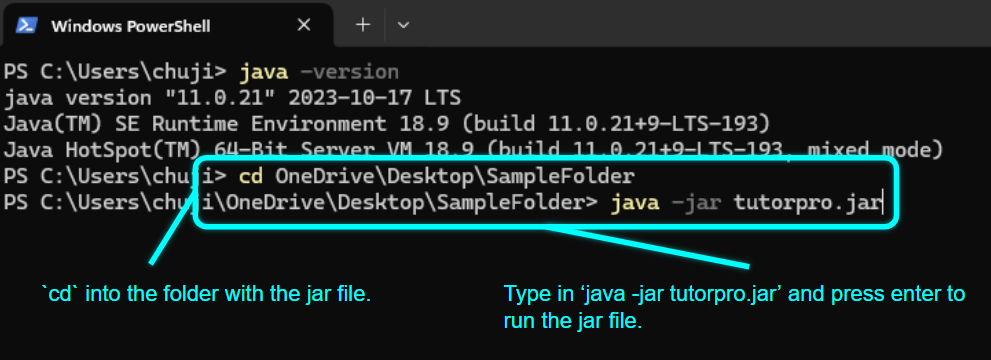 Windows PowerShell
PS C:\Users\chuji> java -version
java version "11.0.21" 2023-10-17 LTS
Java(TM) SE Runtime Environment 18.9 (build 11.0.21+9-LTS-193)
Java HotSpot(TM) 64-Bit Server VM 18.9 (build 11.0.21+9-LTS-193, mixed mode)
PS C:\Users\chuji> cd OneDrive\Desktop\SampleFolder
PS C:\Users\chuji\OneDrive\Desktop\SampleFolder> java -jar tutorpro.jar
`cd` into the folder with the jar file.
Type in ‘java -jar tutorpro.jar’ and press enter to
run the jar file.